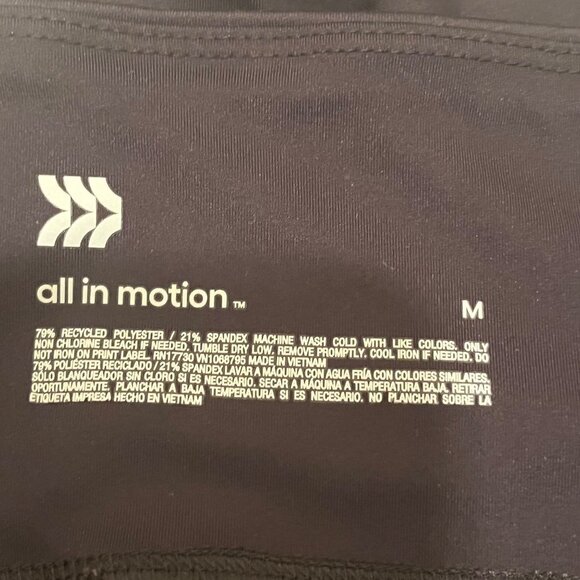 all in motion™
M
79% RECYCLED POLYESTER / 21% SPANDEX MACHINE WASH COLD WITH LIKE COLORS. ONLY
NON CHLORINE BLEACH IF NEEDED. TUMBLE DRY LOW. REMOVE PROMPTLY. COOL IRON IF NEEDED. DO
NOT IRON ON PRINT LABEL. RN17730 VN1066795 MADE IN VIETNAM
79% POLIÉSTER RECICLADO / 21% SPANDEX LAVAR A MÁQUINA CON AGUA FRÍA CON COLORES SIMILARES.
SOLO BLANQUEADOR SIN CLORO SI ES NECESARIO. SECAR A MÁQUINA A TEMPERATURA BAJA. RETIRAR
OPORTUNAMENTE. PLANCHAR A BAJA TEMPERATURA SI ES NECESARIO. NO PLANCHAR SOBRE LA
ETIQUETA IMPRESA HECHO EN VIETNAM